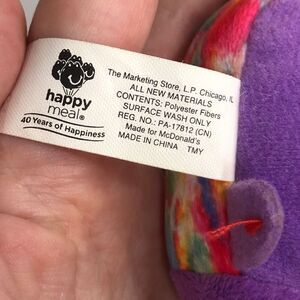 happy
meal®
40 Years of Happiness
The Marketing Store, L.P. Chicago, IL
ALL NEW MATERIALS
CONTENTS: Polyester Fibers
SURFACE WASH ONLY
REG. NO.: PA-17812 (CN)
Made for McDonald's
MADE IN CHINA TMY